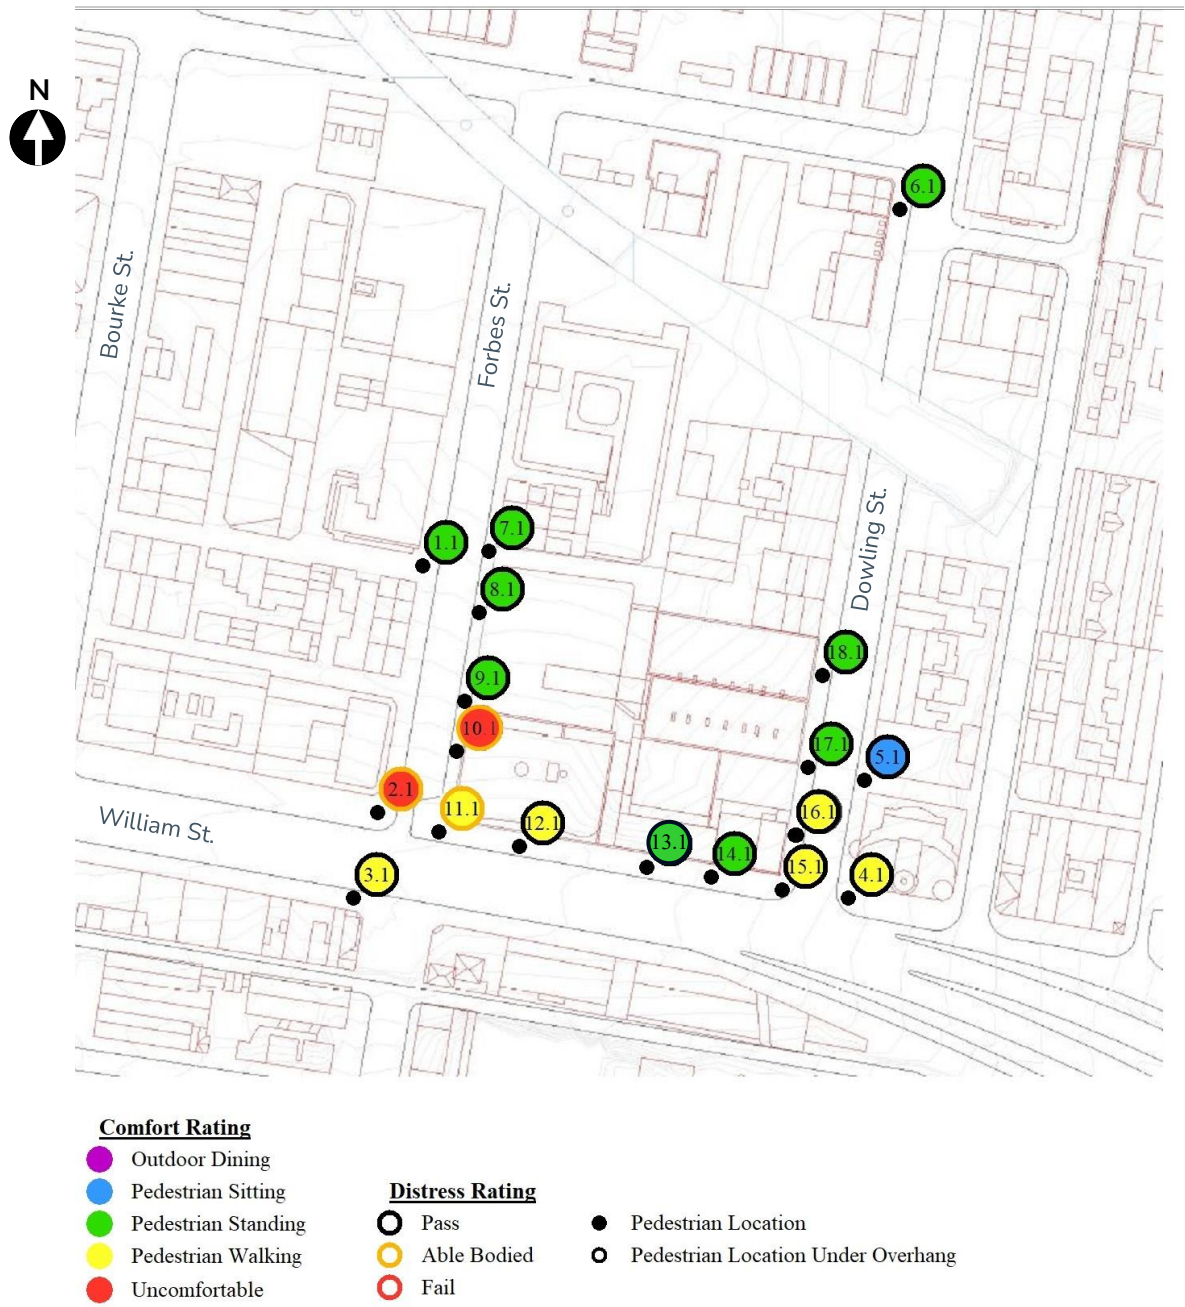 N
6.1
Bourke St.
Forbes St.
Dowling St.
7.1
1.1
8.1
18.1
9.1
10.1
17.1
5.1
2.1
11.1
16.1
12.1
William St.
13.1
14.1
15.1
3.1
4.1
Comfort Rating
Outdoor Dining
Pedestrian Sitting
Pedestrian Standing
Pedestrian Walking
Uncomfortable
Distress Rating
Pass
Able Bodied
Fail
Pedestrian Location
Pedestrian Location Under Overhang